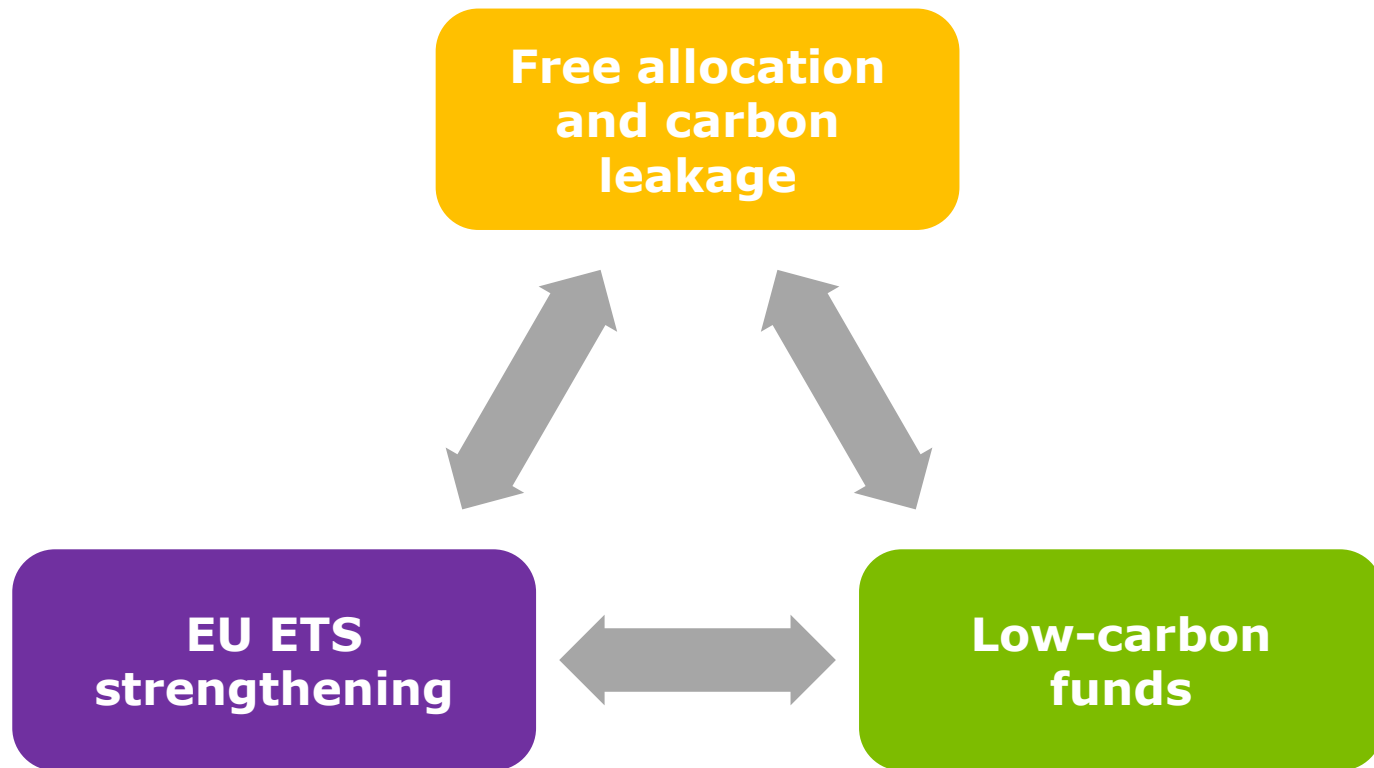 Free allocation
and carbon
leakage
EU ETS
strengthening
Low-carbon
funds